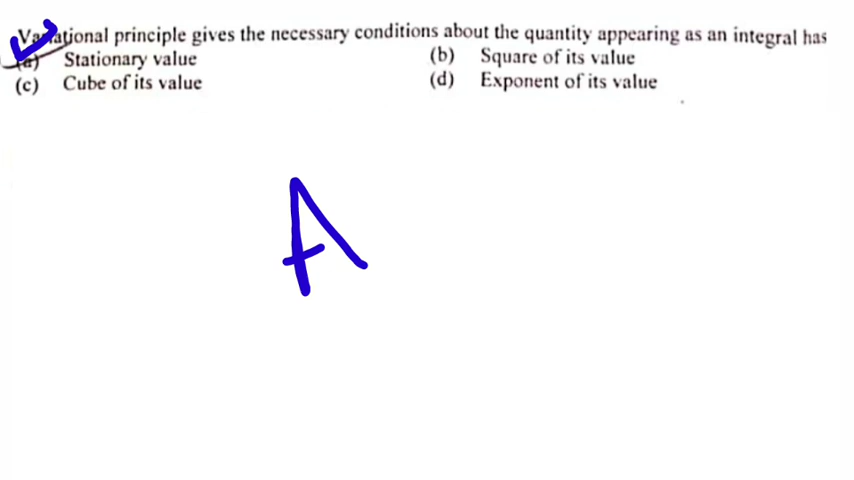 Variational principle gives the necessary conditions about the quantity appearing as an integral has
(a) Stationary value (b) Square of its value
(c) Cube of its value (d) Exponent of its value
A